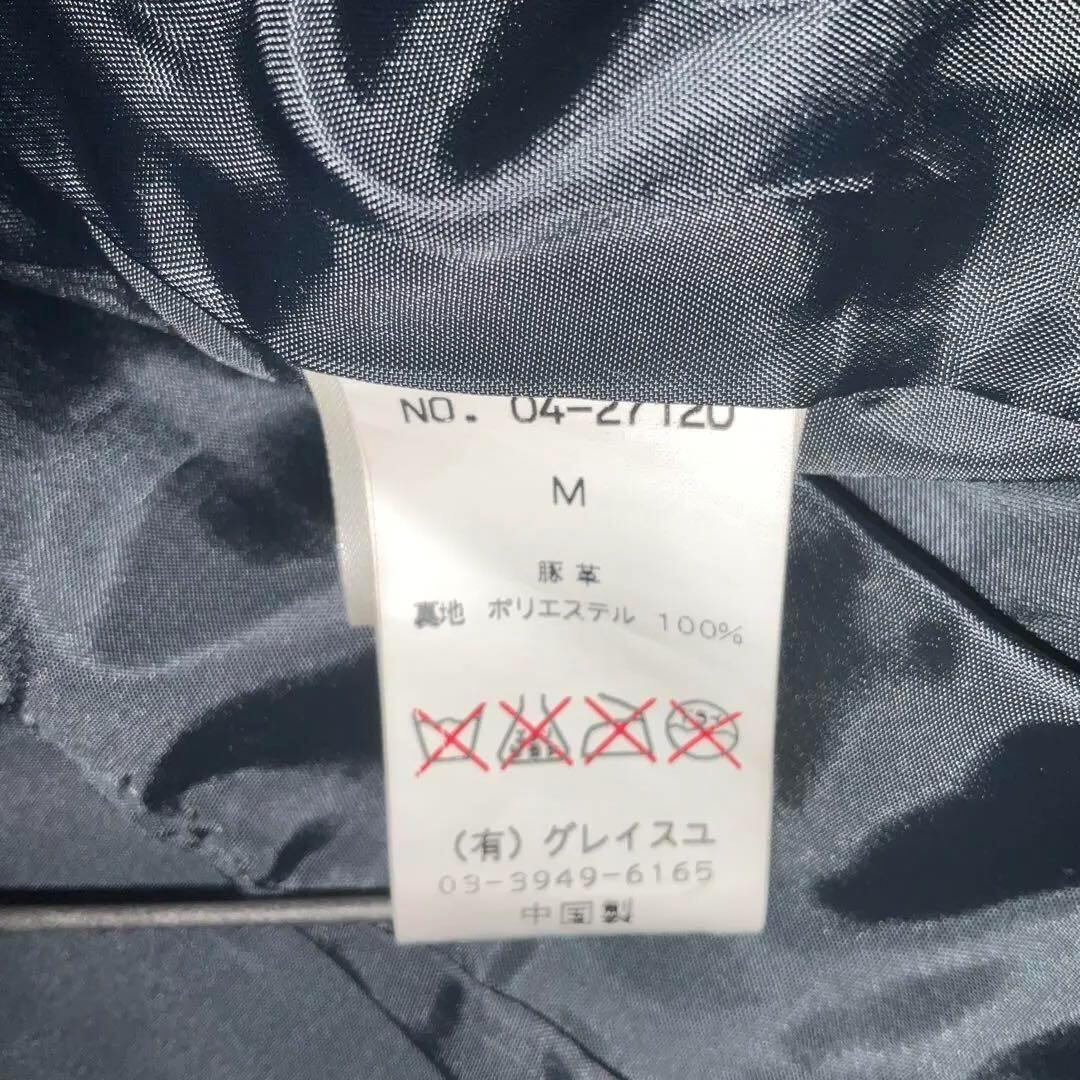 NO. 04-27120
M
豚革
裏地 ポリエステル 100%
(有)グレイスユ
03-3949-6165
中国製